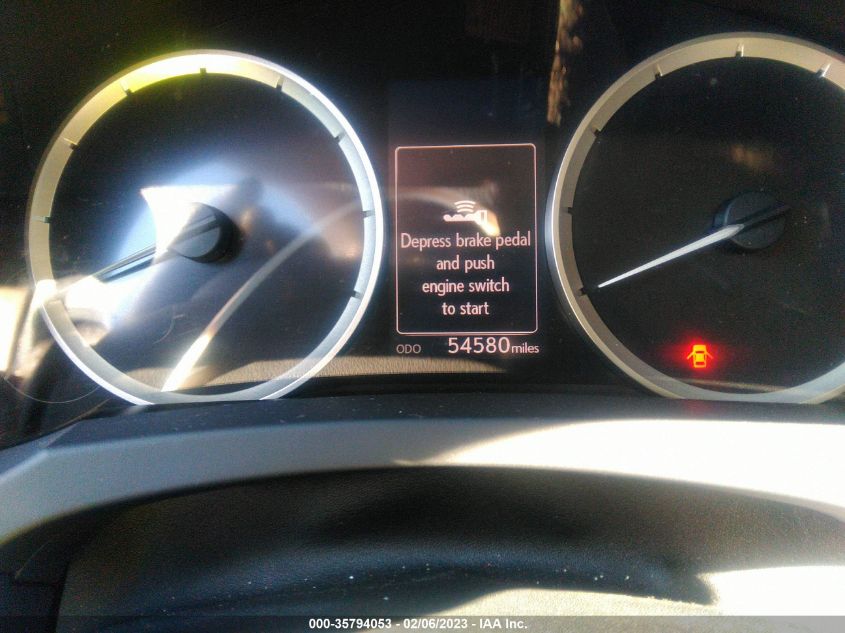 Depress brake pedal
and push
engine switch
to start
ODO 54580 miles
000-35794053 - 02/06/2023 - IAA Inc.